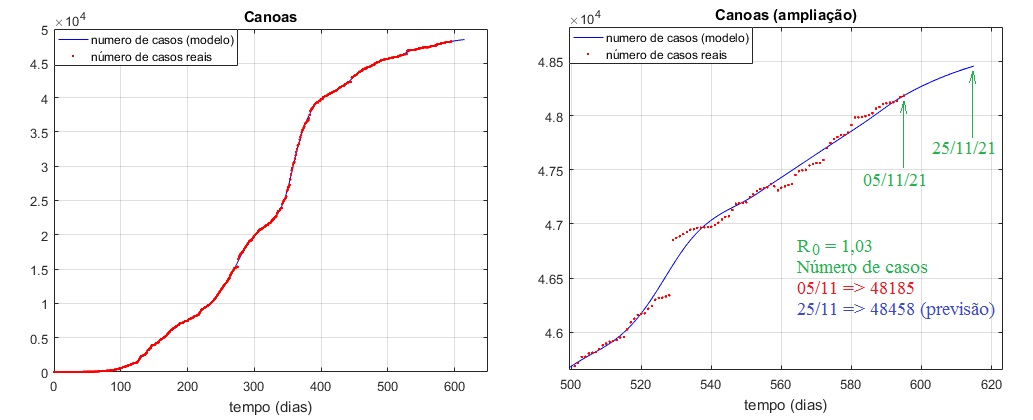 Canoas
×10⁴
5
4.5
4
3.5
3
2.5
2
1.5
1
0.5
0
0 100 200 300 400 500 600
tempo (dias)
numero de casos (modelo)
número de casos reais
Canoas (ampliação)
×10⁴
4.85
4.8
4.75
4.7
4.65
4.6
500 520 540 560 580 600 620
tempo (dias)
numero de casos (modelo)
número de casos reais
25/11/21
05/11/21
R0 = 1,03
Número de casos
05/11 => 48185
25/11 => 48458 (previsão)